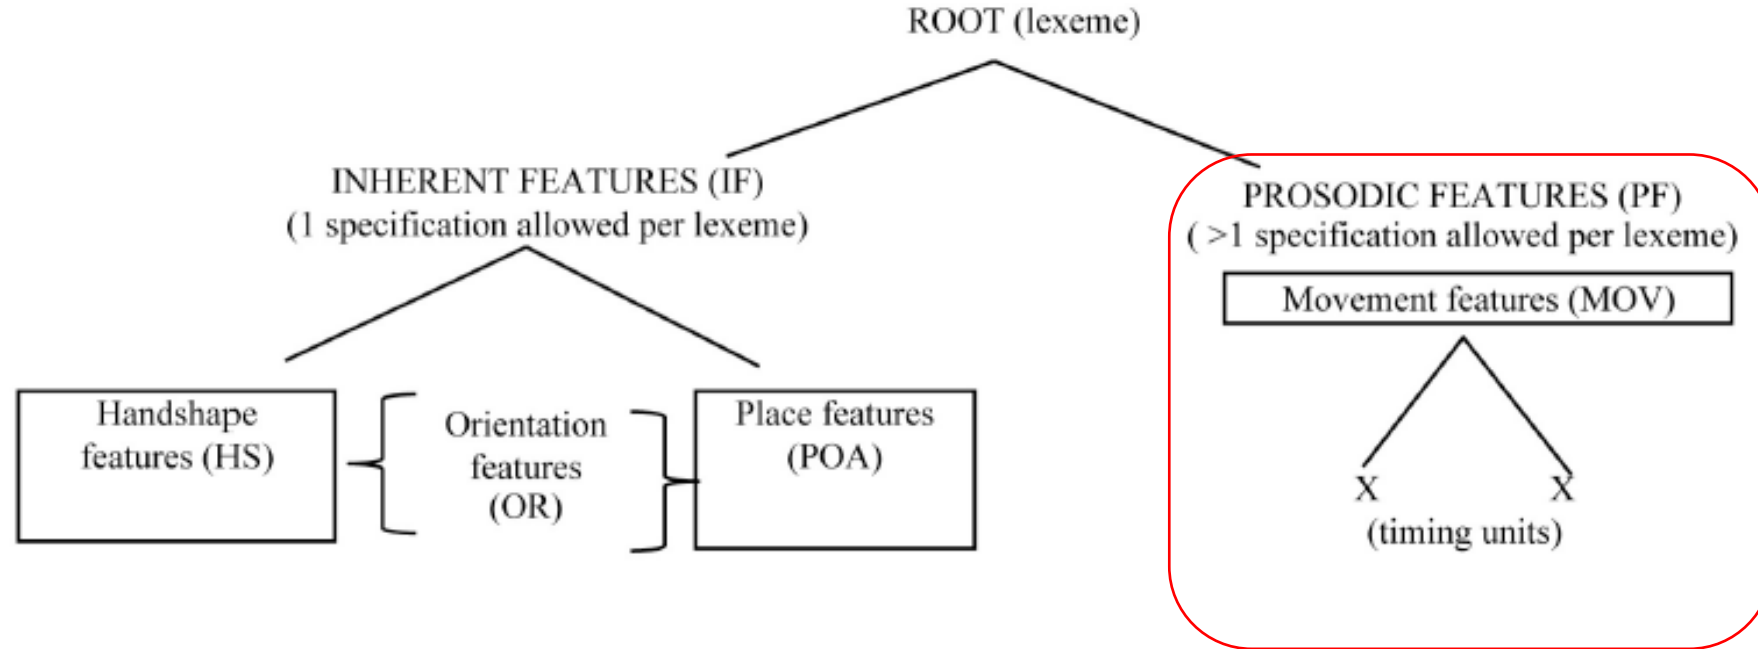 ROOT (lexeme)
INHERENT FEATURES (IF)
(1 specification allowed per lexeme)
PROSODIC FEATURES (PF)
( >1 specification allowed per lexeme)
Movement features (MOV)
Handshape
features (HS)
Orientation
features
(OR)
Place features
(POA)
X X
(timing units)